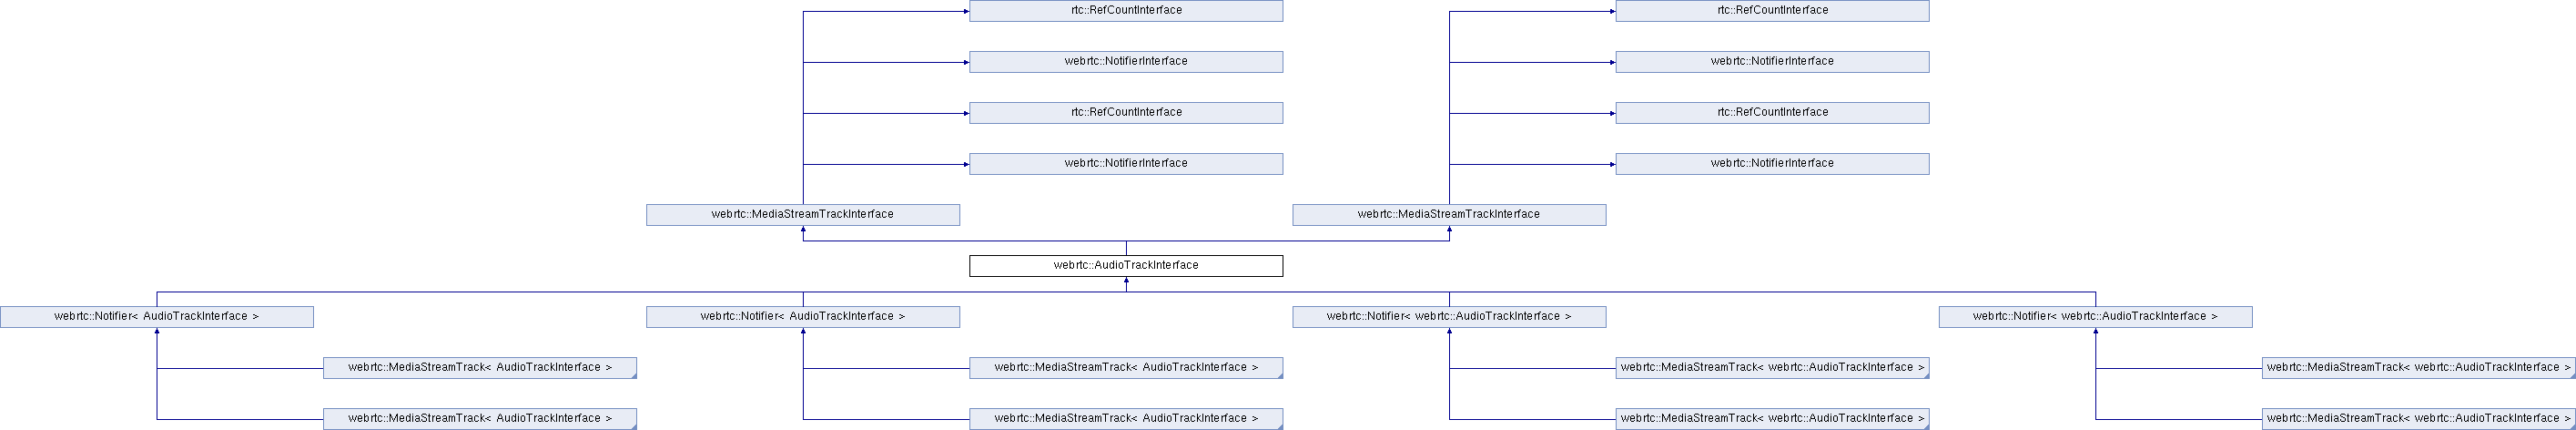 rtc::RefCountInterface
rtc::RefCountInterface
webrtc::NotifierInterface
webrtc::NotifierInterface
rtc::RefCountInterface
rtc::RefCountInterface
webrtc::NotifierInterface
webrtc::NotifierInterface
webrtc::MediaStreamTrackInterface
webrtc::MediaStreamTrackInterface
webrtc::AudioTrackInterface
webrtc::Notifier< AudioTrackInterface >
webrtc::Notifier< AudioTrackInterface >
webrtc::Notifier< webrtc::AudioTrackInterface >
webrtc::Notifier< webrtc::AudioTrackInterface >
webrtc::MediaStreamTrack< AudioTrackInterface >
webrtc::MediaStreamTrack< AudioTrackInterface >
webrtc::MediaStreamTrack< webrtc::AudioTrackInterface >
webrtc::MediaStreamTrack< webrtc::AudioTrackInterface >
webrtc::MediaStreamTrack< AudioTrackInterface >
webrtc::MediaStreamTrack< AudioTrackInterface >
webrtc::MediaStreamTrack< webrtc::AudioTrackInterface >
webrtc::MediaStreamTrack< webrtc::AudioTrackInterface >